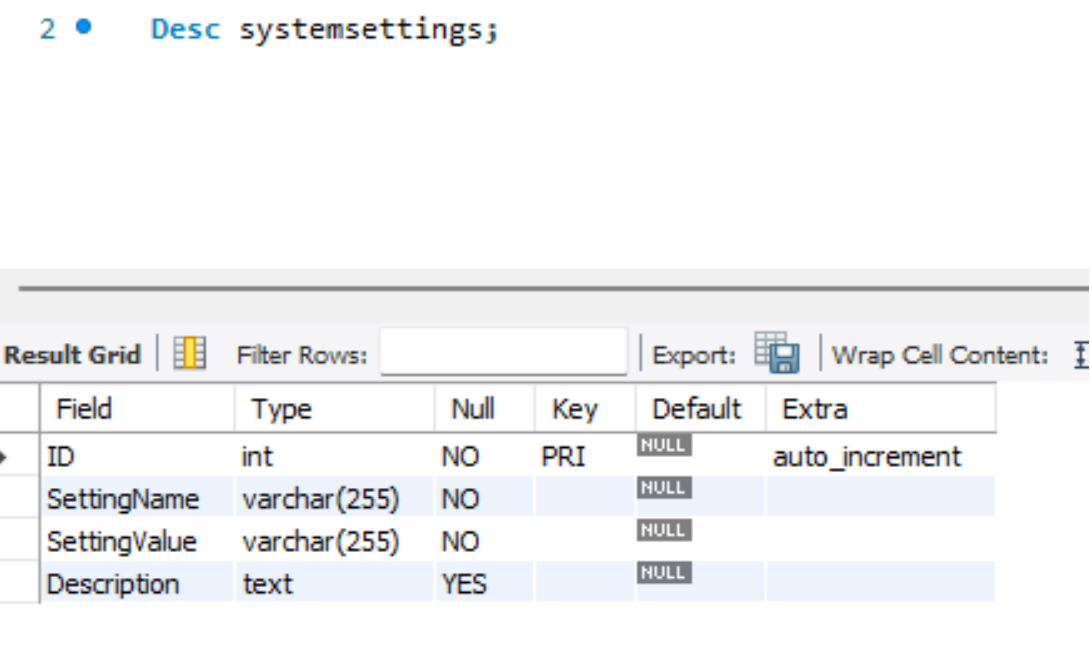 2 Desc systemsettings;
Result Grid Filter Rows: Export: Wrap Cell Content:
Field Type Null Key Default Extra
ID int NO PRI NULL auto_increment
SettingName varchar(255) NO NULL
SettingValue varchar(255) NO NULL
Description text YES NULL